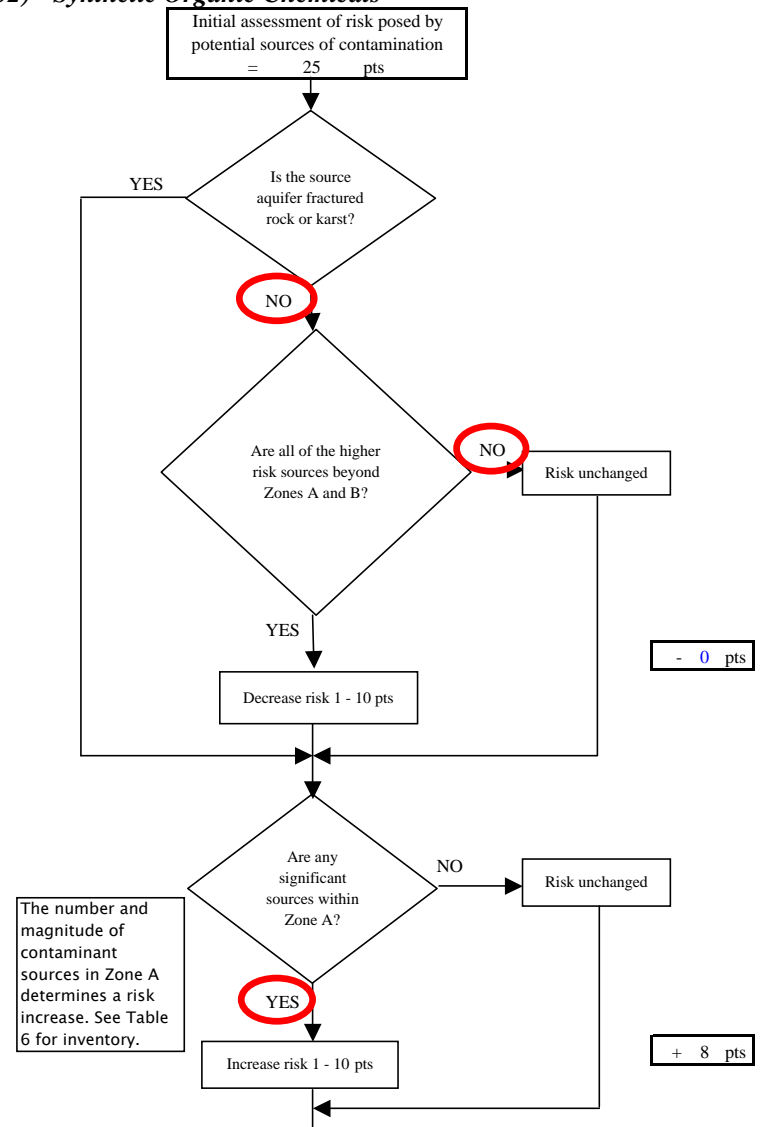 Synthetic Organic Chemicals
Initial assessment of risk posed by
potential sources of contamination
= 25 pts
Is the source
aquifer fractured
rock or karst?
YES
NO
Are all of the higher
risk sources beyond
Zones A and B?
NO
Risk unchanged
YES
- 0 pts
Decrease risk 1 - 10 pts
Are any
significant
sources within
Zone A?
NO
Risk unchanged
The number and
magnitude of
contaminant
sources in Zone A
determines a risk
increase. See Table
6 for inventory.
YES
Increase risk 1 - 10 pts
+ 8 pts